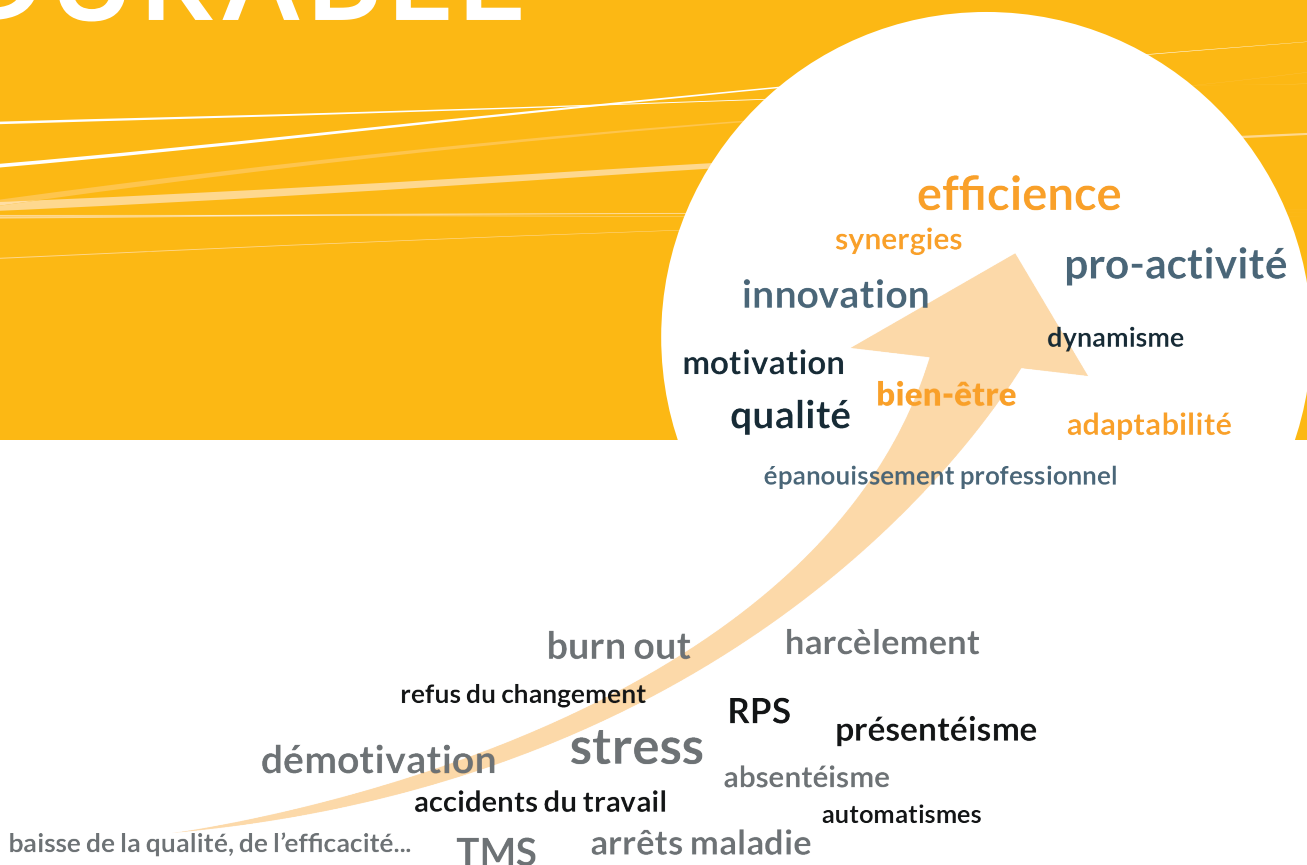 DURABLE
efficience
synergies
pro-activité
innovation
dynamisme
motivation
bien-être
qualité
adaptabilité
épanouissement professionnel
burn out
harcèlement
refus du changement
RPS
présentéisme
stress
démotivation
absentéisme
accidents du travail
automatismes
baisse de la qualité, de l’efficacité...
TMS
arrêts maladie